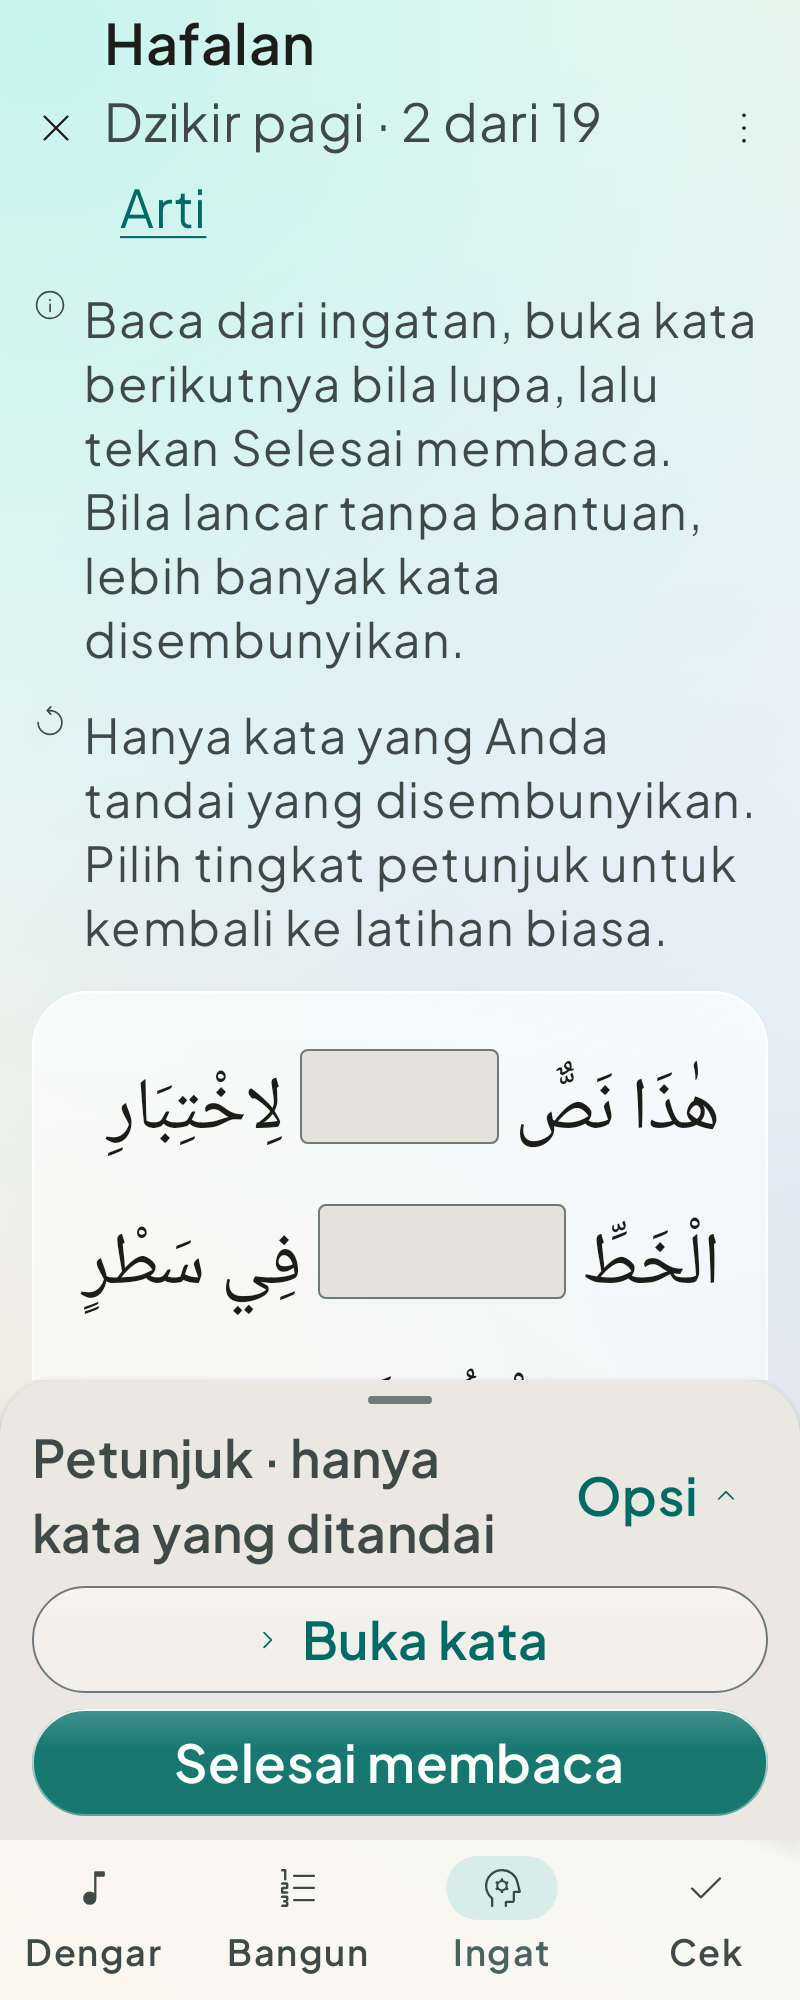 Hafalan
Dzikir pagi · 2 dari 19
Arti
Baca dari ingatan, buka kata
berikutnya bila lupa, lalu
tekan Selesai membaca.
Bila lancar tanpa bantuan,
lebih banyak kata
disembunyikan.
Hanya kata yang Anda
tandai yang disembunyikan.
Pilih tingkat petunjuk untuk
kembali ke latihan biasa.
هٰذَا نَصٌّ لِاخْتِبَارِ
الْخَطِّ فِي سَطْرٍ
Petunjuk · hanya
kata yang ditandai
Opsi
Buka kata
Selesai membaca
Dengar
Bangun
Ingat
Cek